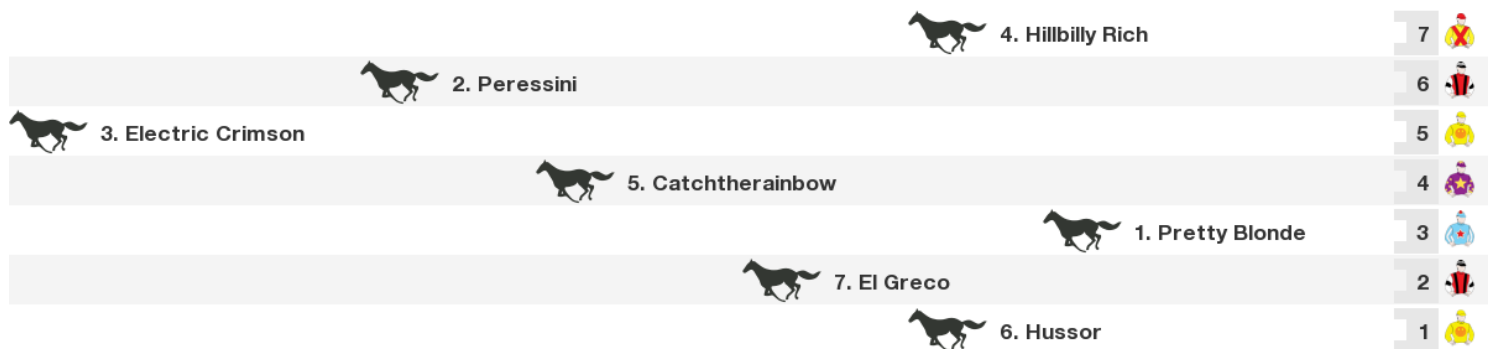 4. Hillbilly Rich 7
2. Peressini 6
3. Electric Crimson 5
5. Catchtherainbow 4
1. Pretty Blonde 3
7. El Greco 2
6. Hussor 1